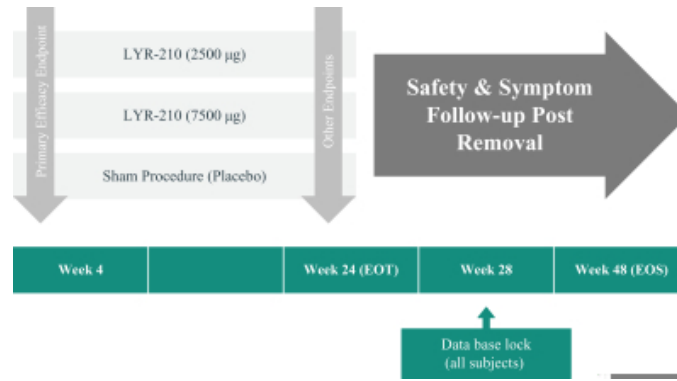 Primary Efficacy Endpoint
LYR-210 (2500 µg)
LYR-210 (7500 µg)
Sham Procedure (Placebo)
Other Endpoints
Safety & Symptom
Follow-up Post
Removal
Week 4
Week 24 (EOT)
Week 28
Week 48 (EOS)
Data base lock
(all subjects)